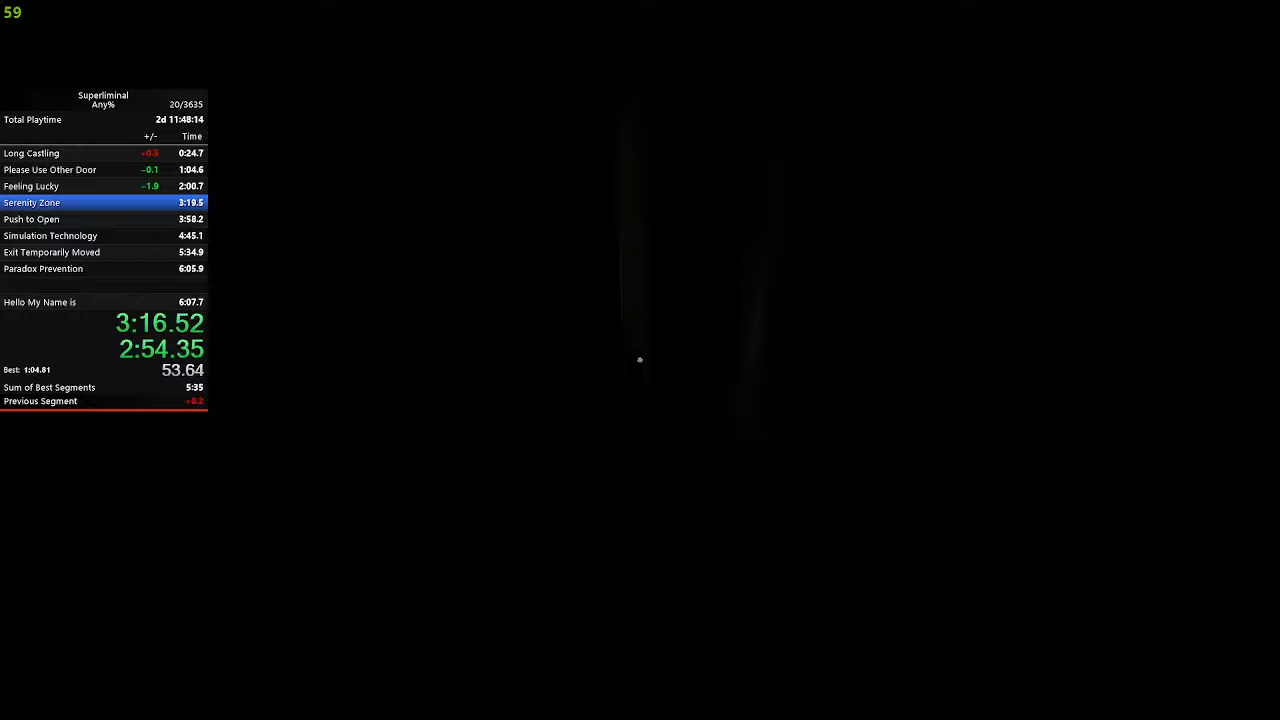 59
Superliminal
Any% 20/3635
Total Playtime 2d 11:48:14
+/- Time
Long Castling +0.5 0:24.7
Please Use Other Door −0.1 1:04.6
Feeling Lucky −1.9 2:00.7
Serenity Zone 3:19.5
Push to Open 3:58.2
Simulation Technology 4:45.1
Exit Temporarily Moved 5:34.9
Paradox Prevention 6:05.9
Hello My Name is 6:07.7
3:16.52
2:54.35
Best: 1:04.81 53.64
Sum of Best Segments 5:35
Previous Segment +0.2